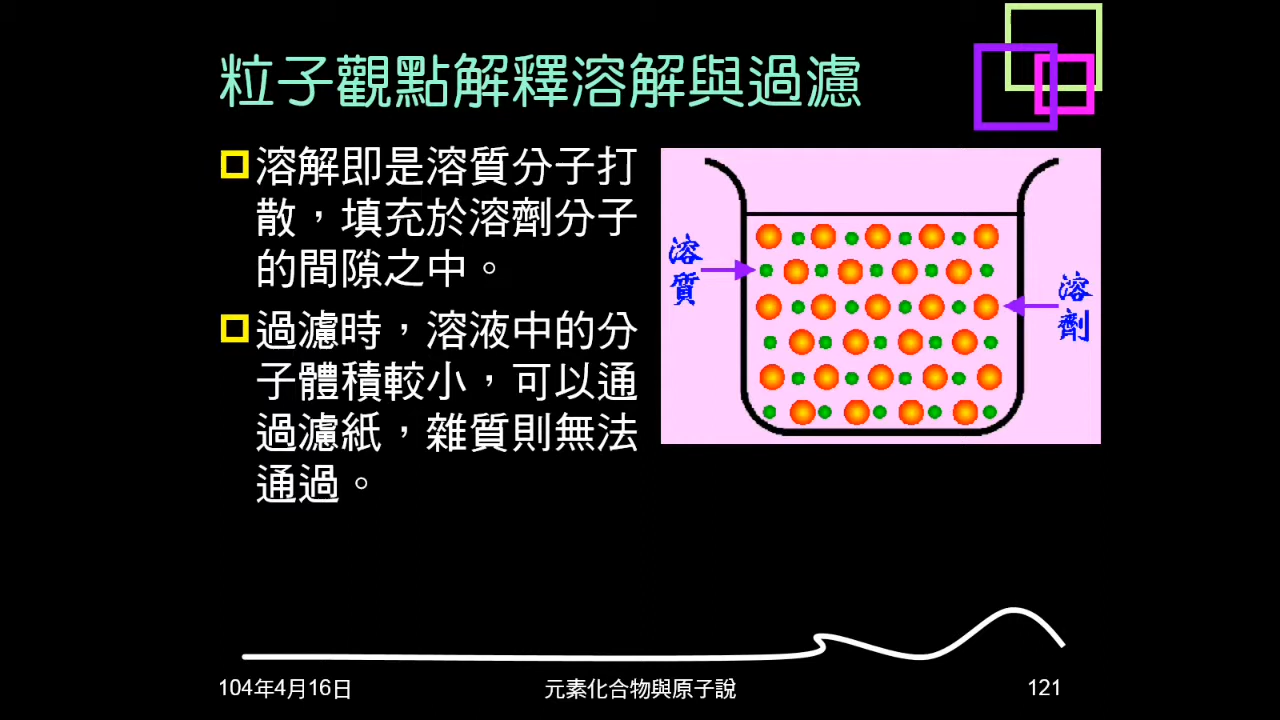 粒子觀點解釋溶解與過濾
溶解即是溶質分子打
散，填充於溶劑分子
的間隙之中。
過濾時，溶液中的分
子體積較小，可以通
過濾紙，雜質則無法
通過。
溶質
溶劑
104年4月16日
元素化合物與原子說
121